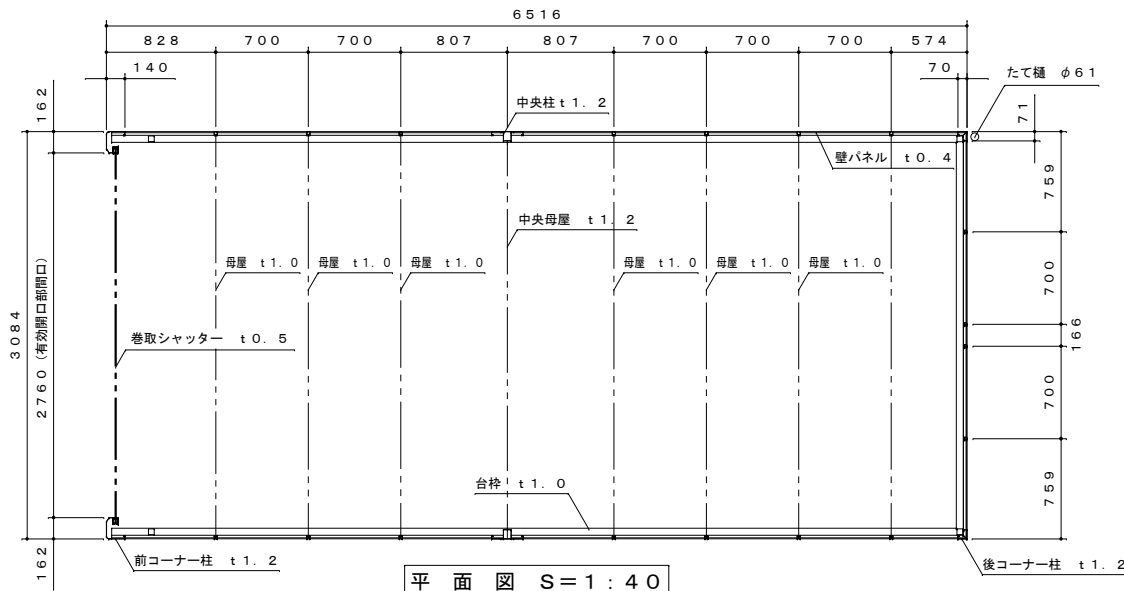 6516
828 700 700 807 807 700 700 700 574
140
70
たて樋 φ61
162
中央柱t1.2
71
壁パネル t0.4
759
中央母屋 t1.2
母屋 t1.0
母屋 t1.0
母屋 t1.0
母屋 t1.0
母屋 t1.0
母屋 t1.0
700
3084
2760(有効開口部間口)
巻取シャッター t0.5
166
700
台枠 t1.0
759
162
前コーナー柱 t1.2
後コーナー柱 t1.2
平面図 S=1:40